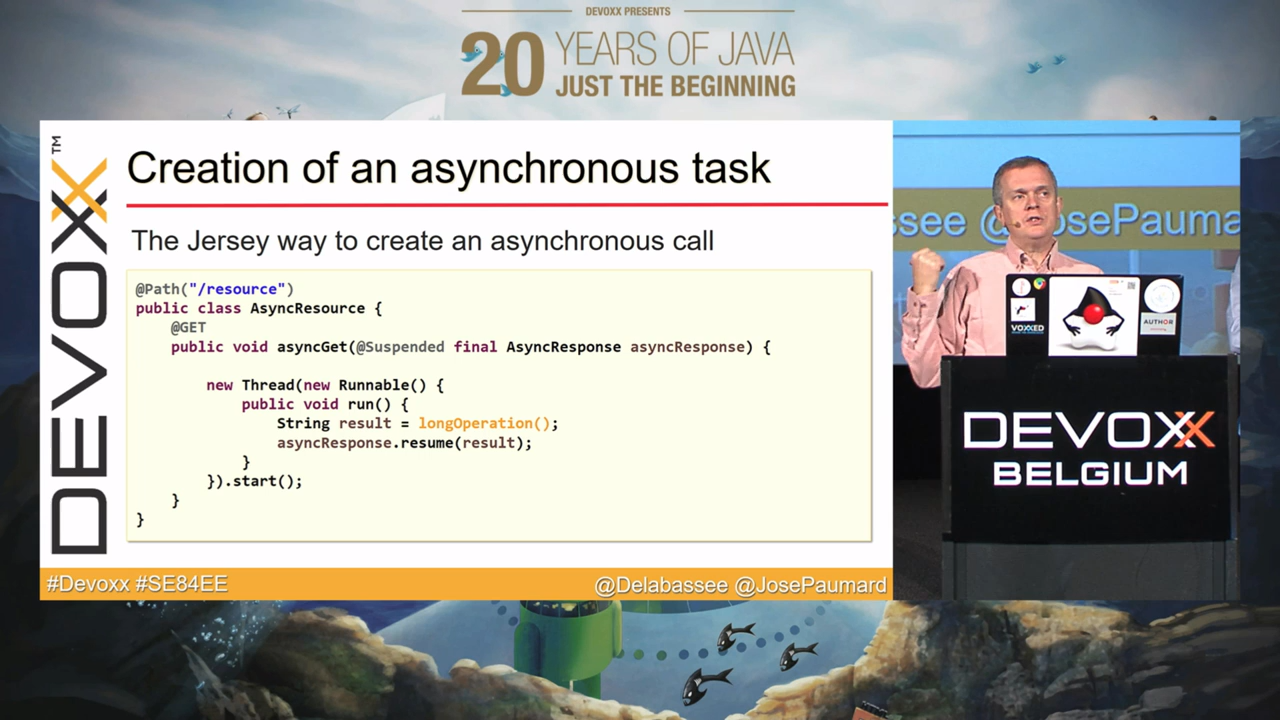 DEVOXX PRESENTS
20 YEARS OF JAVA
JUST THE BEGINNING
DEVOXX™
Creation of an asynchronous task
The Jersey way to create an asynchronous call
@Path("/resource")
public class AsyncResource {
@GET
public void asyncGet(@Suspended final AsyncResponse asyncResponse) {
new Thread(new Runnable() {
public void run() {
String result = longOperation();
asyncResponse.resume(result);
}
}).start();
}
}
#Devoxx #SE84EE
@Delabassee @JosePaumard
ssee @JosePauma
VOXXED
AUTHOR
DEVOXX
BELGIUM